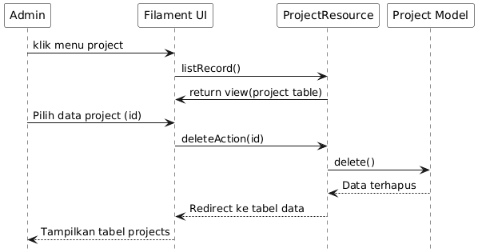 Admin
Filament UI
ProjectResource
Project Model
klik menu project
listRecord()
return view(project table)
Pilih data project (id)
deleteAction(id)
delete()
Data terhapus
Redirect ke tabel data
Tampilkan tabel projects